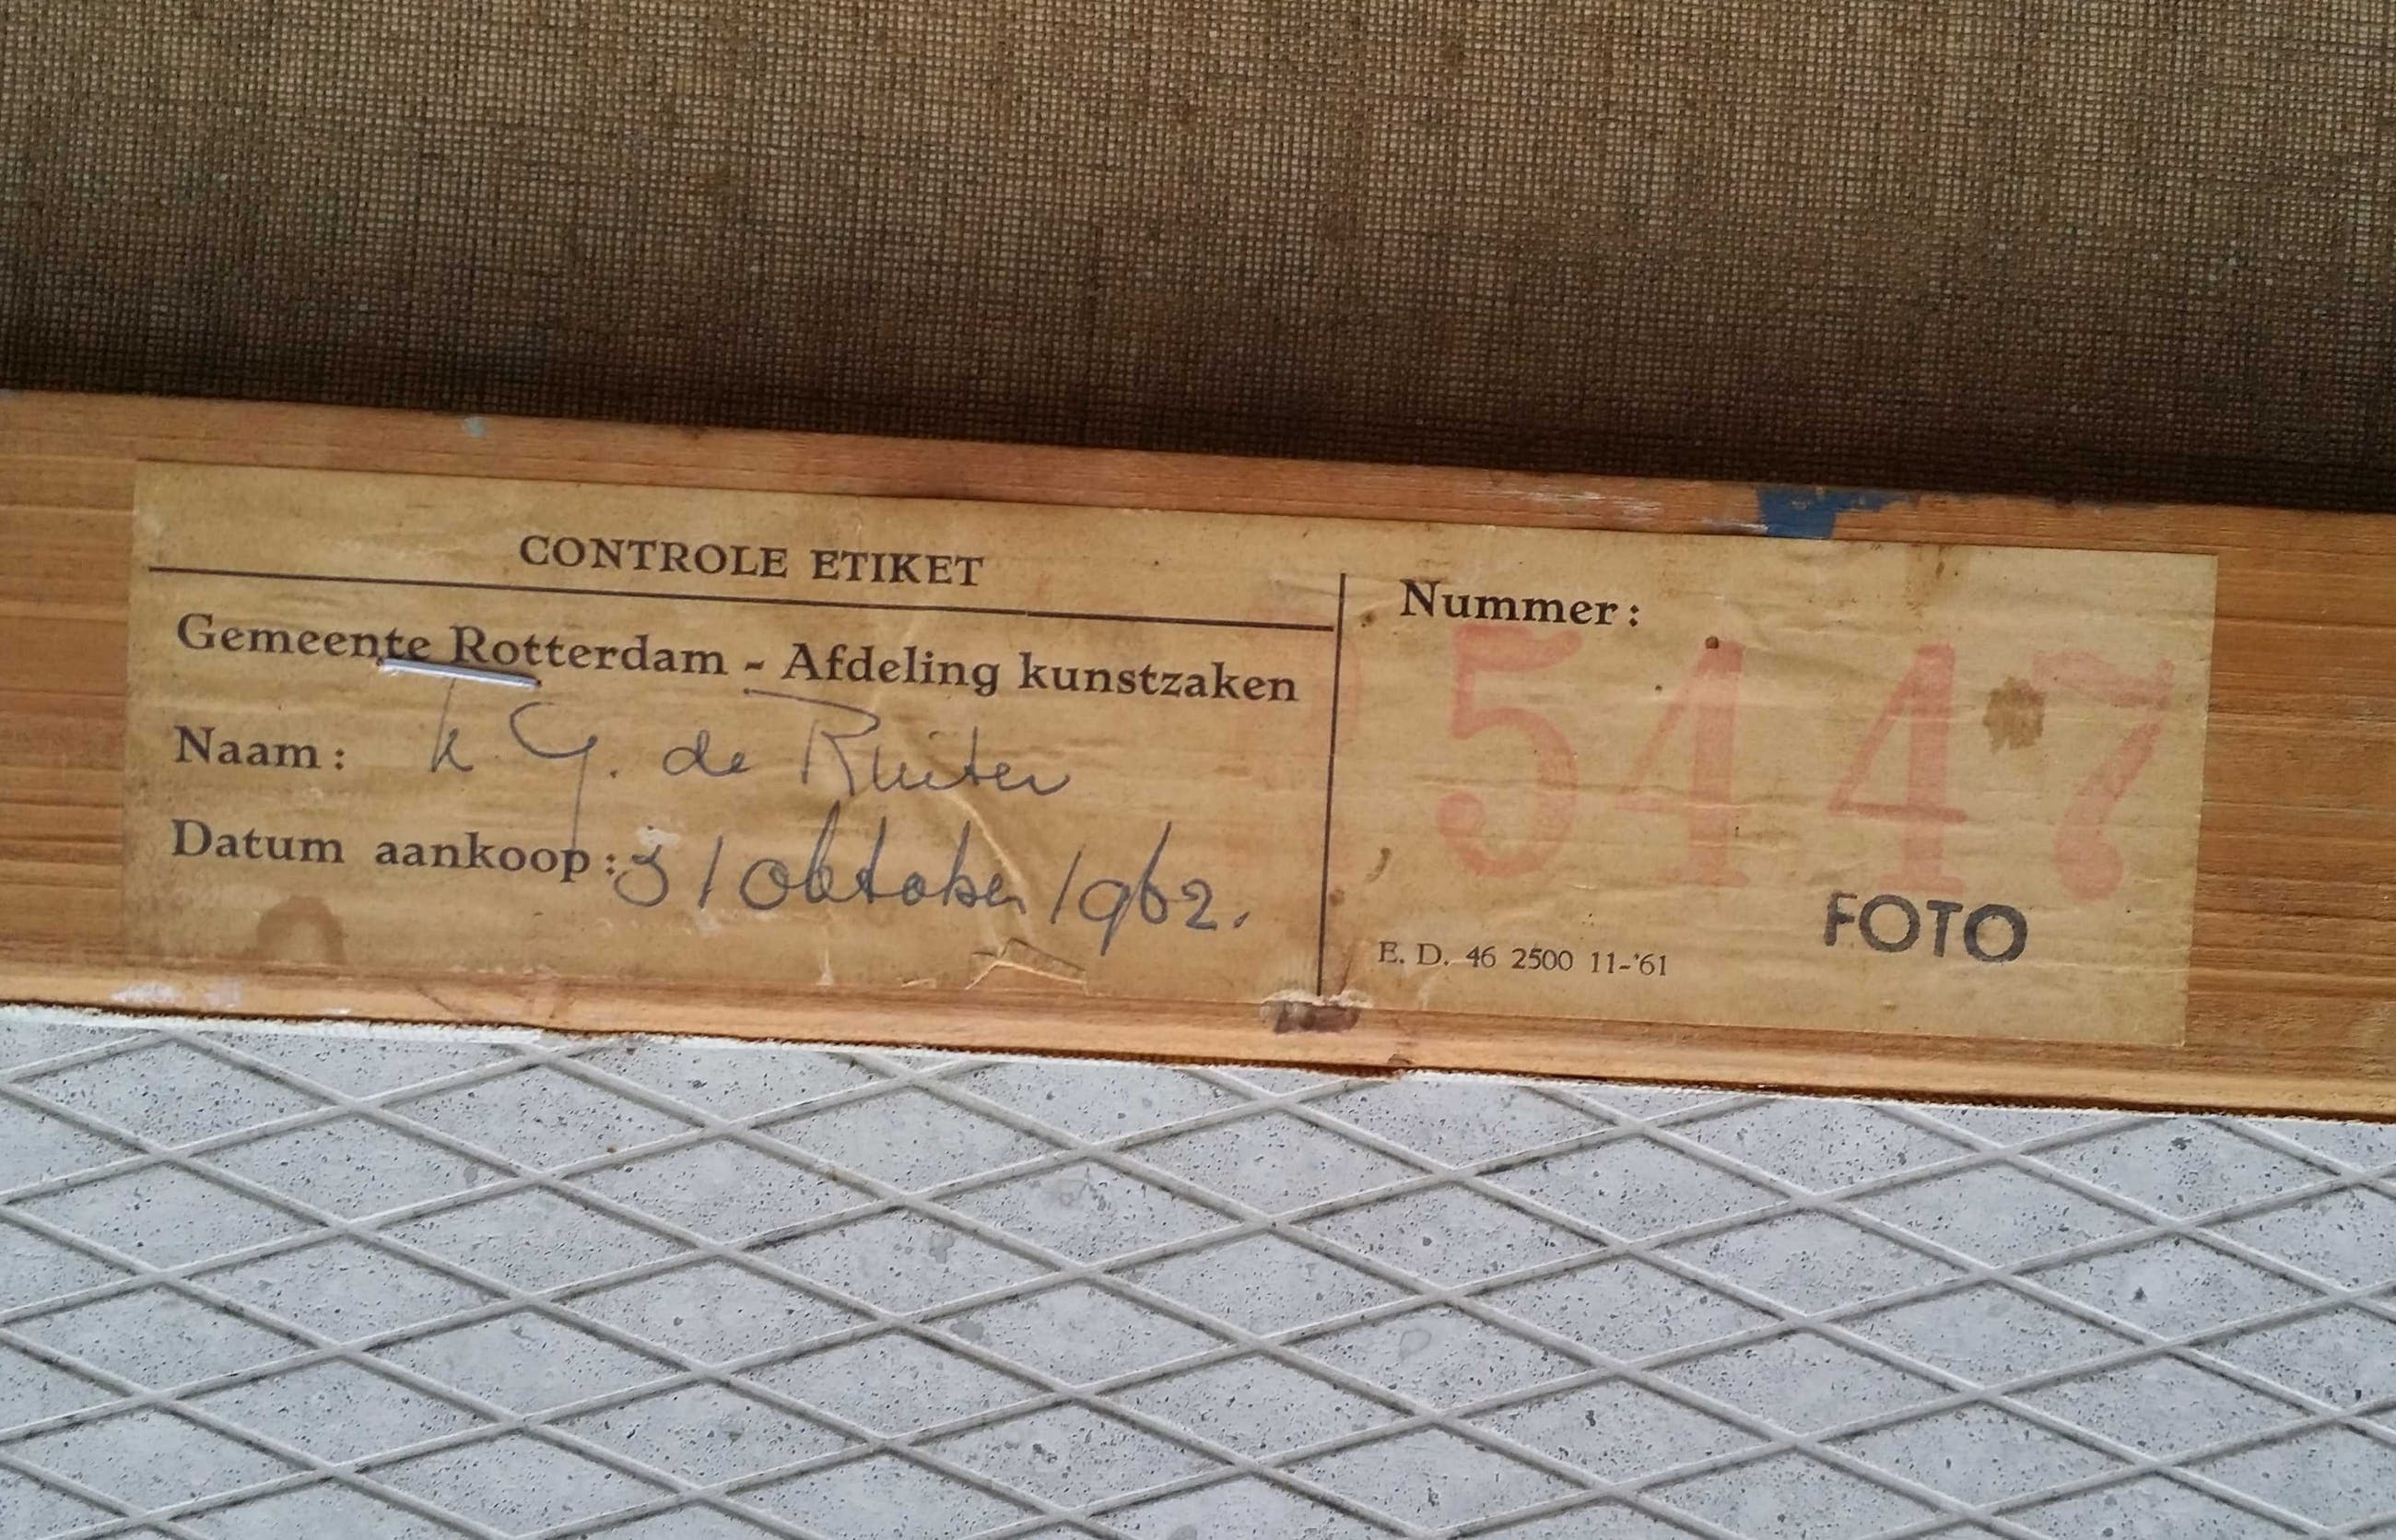 CONTROLE ETIKET
Gemeente Rotterdam - Afdeling kunstzaken
Naam: K. G. de Ruiter
Datum aankoop: 31 oktober 1962.
Nummer:
5447
FOTO
E. D. 46 2500 11-'61